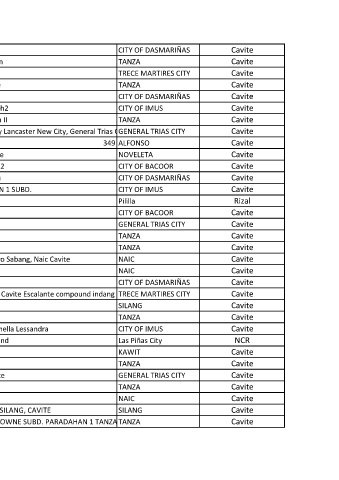 CITY OF DASMARIÑAS Cavite
n TANZA Cavite
TRECE MARTIRES CITY Cavite
TANZA Cavite
CITY OF DASMARIÑAS Cavite
h2 CITY OF IMUS Cavite
II TANZA Cavite
y Lancaster New City, General Trias ( GENERAL TRIAS CITY Cavite
349 ALFONSO Cavite
e NOVELETA Cavite
2 CITY OF BACOOR Cavite
CITY OF DASMARIÑAS Cavite
N 1 SUBD. CITY OF IMUS Cavite
Pililla Rizal
CITY OF BACOOR Cavite
GENERAL TRIAS CITY Cavite
TANZA Cavite
TANZA Cavite
o Sabang, Naic Cavite NAIC Cavite
NAIC Cavite
CITY OF DASMARIÑAS Cavite
Cavite Escalante compound indang TRECE MARTIRES CITY Cavite
SILANG Cavite
TANZA Cavite
nella Lessandra CITY OF IMUS Cavite
nd Las Piñas City NCR
KAWIT Cavite
TANZA Cavite
te GENERAL TRIAS CITY Cavite
TANZA Cavite
NAIC Cavite
SILANG, CAVITE SILANG Cavite
OWNE SUBD. PARADAHAN 1 TANZA TANZA Cavite